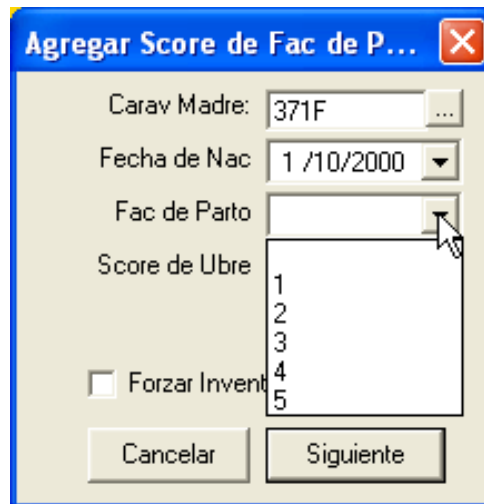 Agregar Score de Fac de P...
Carav Madre: 371F ...
Fecha de Nac 1 /10/2000
Fac de Parto
Score de Ubre
1
2
3
4
5
Forzar Invent
Cancelar Siguiente